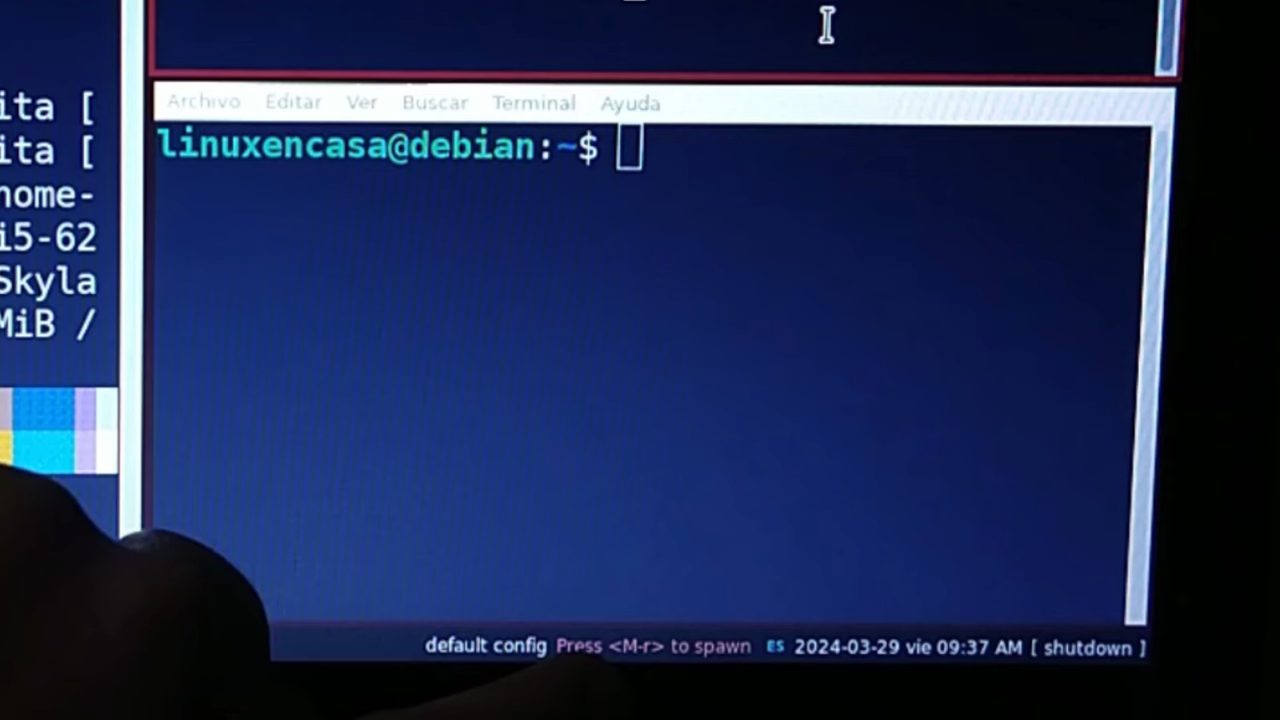 ita [
ita [
nome-
i5-62
Skyla
MiB /
Archivo Editar Ver Buscar Terminal Ayuda
linuxencasa@debian:~$
default config Press <M-r> to spawn ES 2024-03-29 vie 09:37 AM [ shutdown ]